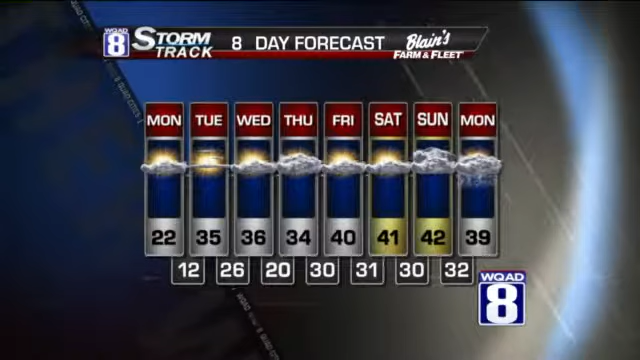 WQAD
8
STORM
TRACK
8 DAY FORECAST
Blain's
FARM & FLEET
MON TUE WED THU FRI SAT SUN MON
22 35 36 34 40 41 42 39
12 26 20 30 31 30 32
WQAD
8